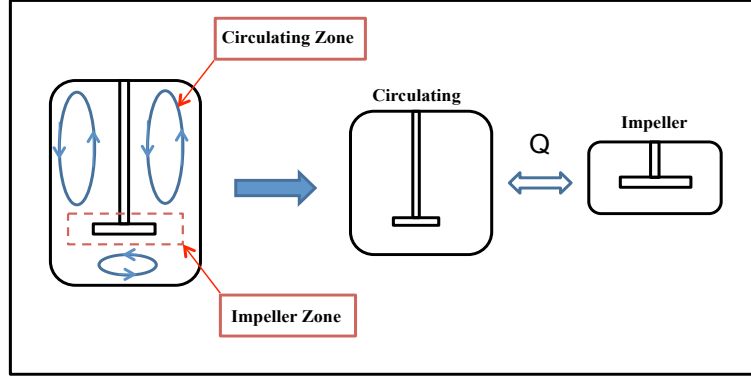 Circulating Zone
Circulating
Impeller
Q
Impeller Zone